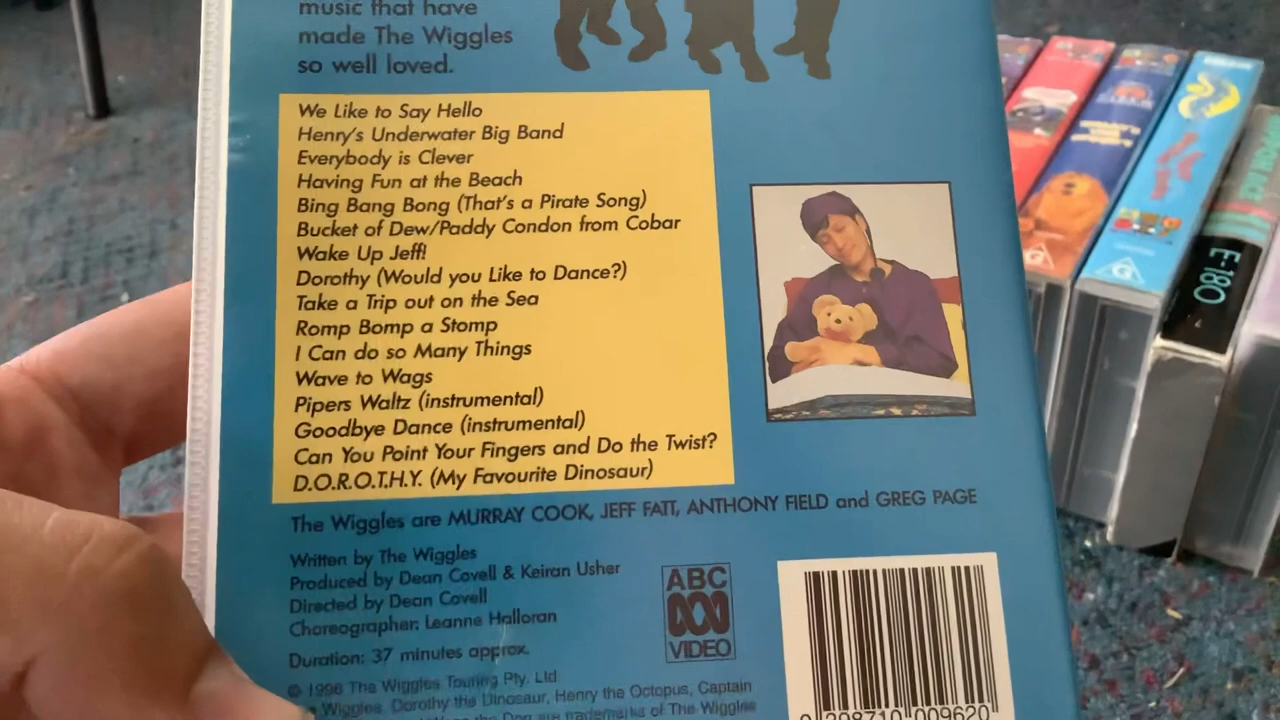 music that have
made The Wiggles
so well loved.
We Like to Say Hello
Henry's Underwater Big Band
Everybody is Clever
Having Fun at the Beach
Bing Bang Bong (That's a Pirate Song)
Bucket of Dew/Paddy Condon from Cobar
Wake Up Jeff!
Dorothy (Would you Like to Dance?)
Take a Trip out on the Sea
Romp Bomp a Stomp
I Can do so Many Things
Wave to Wags
Pipers Waltz (instrumental)
Goodbye Dance (instrumental)
Can You Point Your Fingers and Do the Twist?
D.O.R.O.T.H.Y. (My Favourite Dinosaur)
The Wiggles are MURRAY COOK, JEFF FATT, ANTHONY FIELD and GREG PAGE
Written by The Wiggles
Produced by Dean Covell & Keiran Usher
Directed by Dean Covell
Choreographer: Leanne Halloran
Duration: 37 minutes approx.
© 1996 The Wiggles Touring Pty. Ltd
Wiggles, Dorothy the Dinosaur, Henry the Octopus, Captain
the Dog are trademarks of The Wiggles
ABC
VIDEO
9 398710 009620
E-180
G
G